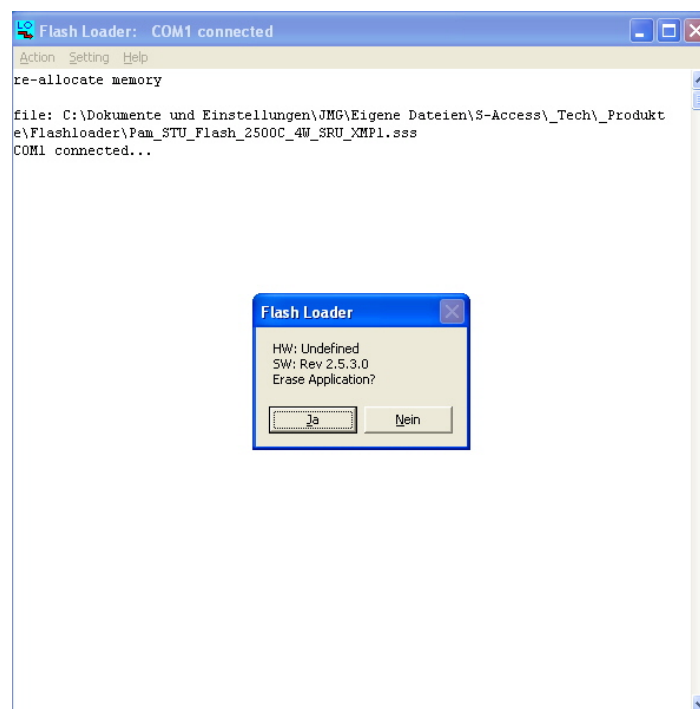 LO
Flash Loader:   COM1 connected
Action   Setting   Help
re-allocate memory
file: C:\Dokumente und Einstellungen\JMG\Eigene Dateien\S-Access\_Tech\_Produkt
e\Flashloader\Pam_STU_Flash_2500C_4W_SRU_XMP1.sss
COM1 connected...
Flash Loader
HW: Undefined
SW: Rev 2.5.3.0
Erase Application?
Ja   Nein